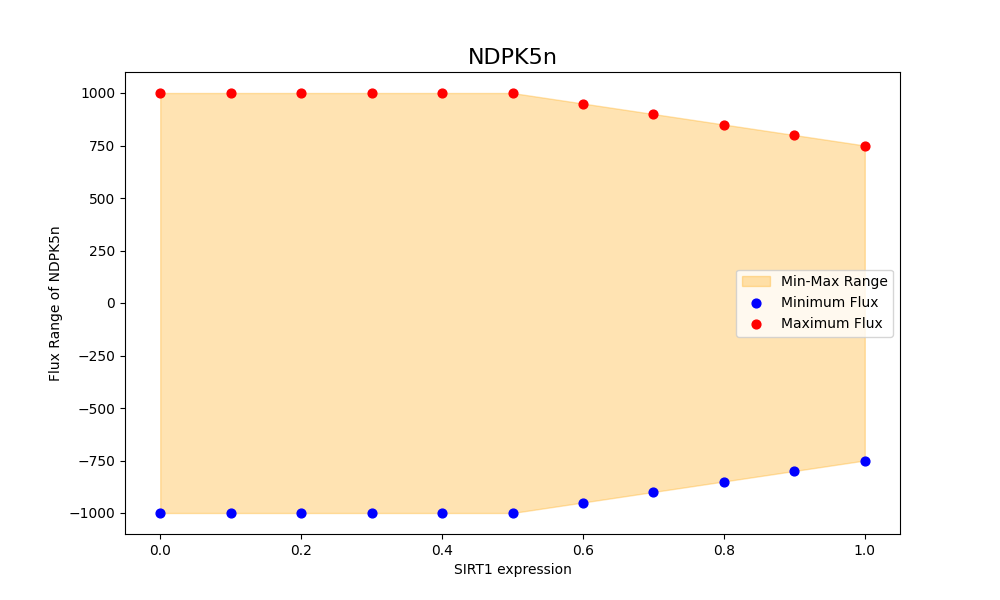 NDPK5n
1000
750
500
250
0
−250
−500
−750
−1000
Flux Range of NDPK5n
Min-Max Range
Minimum Flux
Maximum Flux
0.0 0.2 0.4 0.6 0.8 1.0
SIRT1 expression